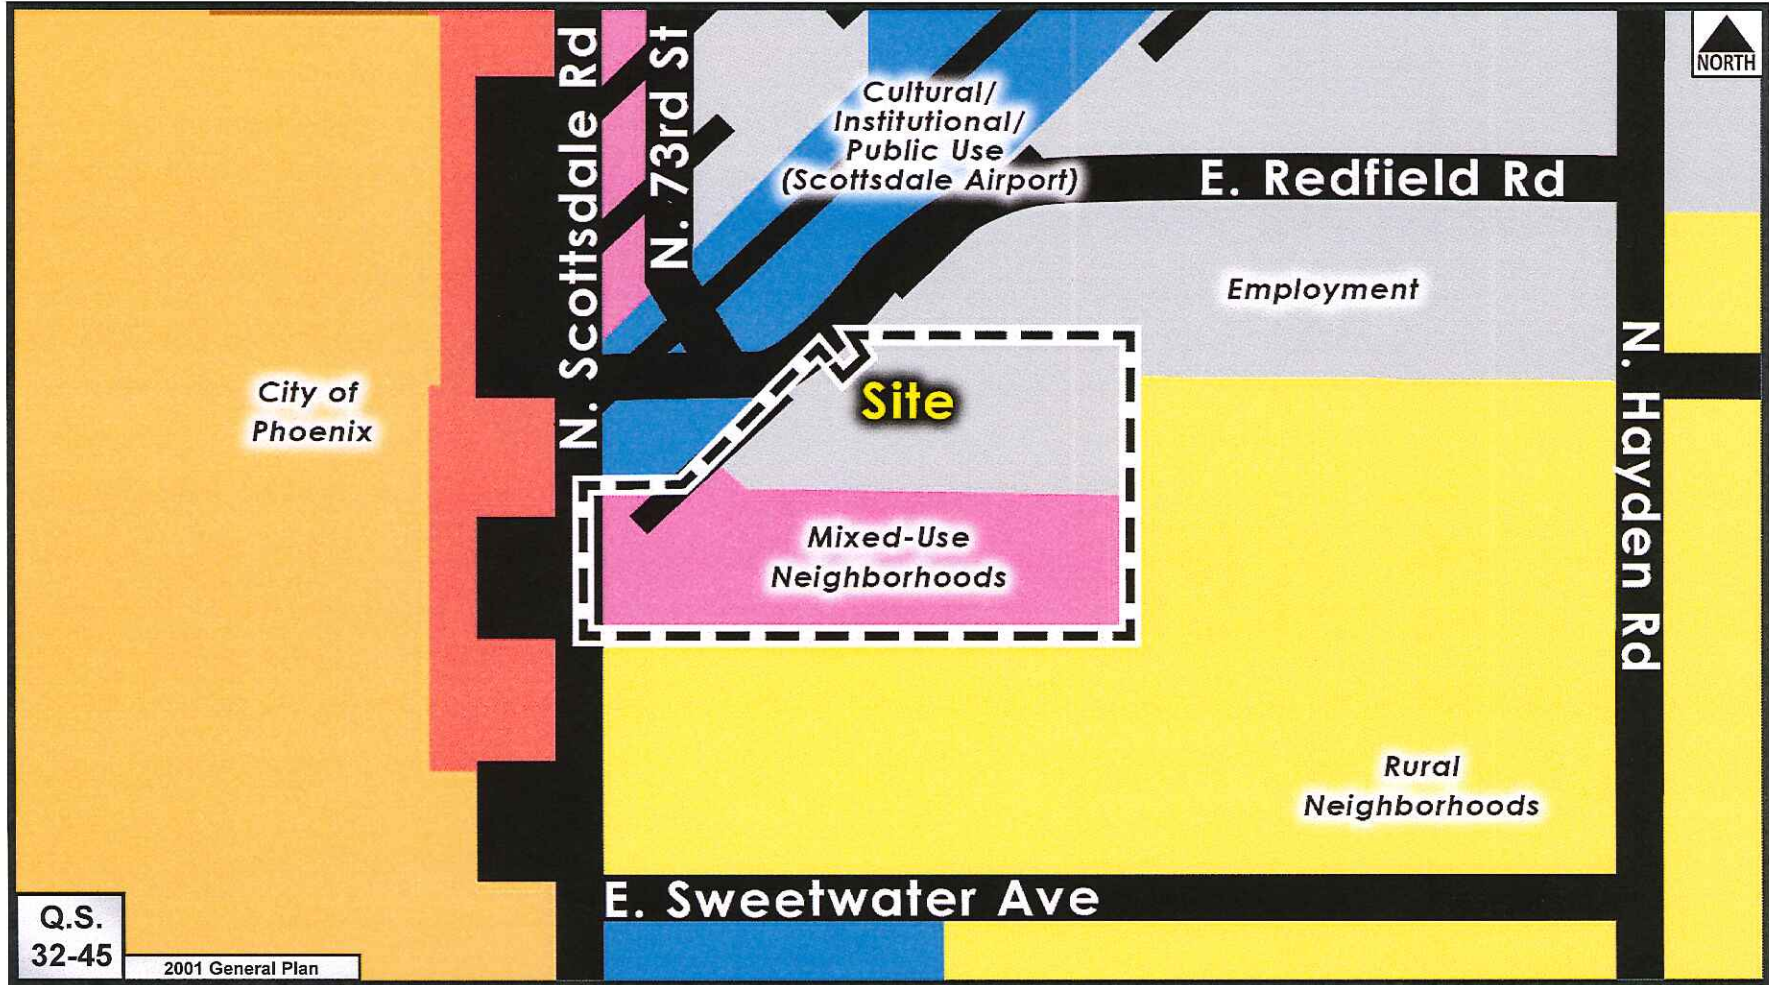 NORTH
N. Scottsdale Rd
N. 73rd St
Cultural/
Institutional/
Public Use
(Scottsdale Airport)
E. Redfield Rd
Employment
City of
Phoenix
Site
N. Hayden Rd
Mixed-Use
Neighborhoods
Rural
Neighborhoods
E. Sweetwater Ave
Q.S.
32-45
2001 General Plan